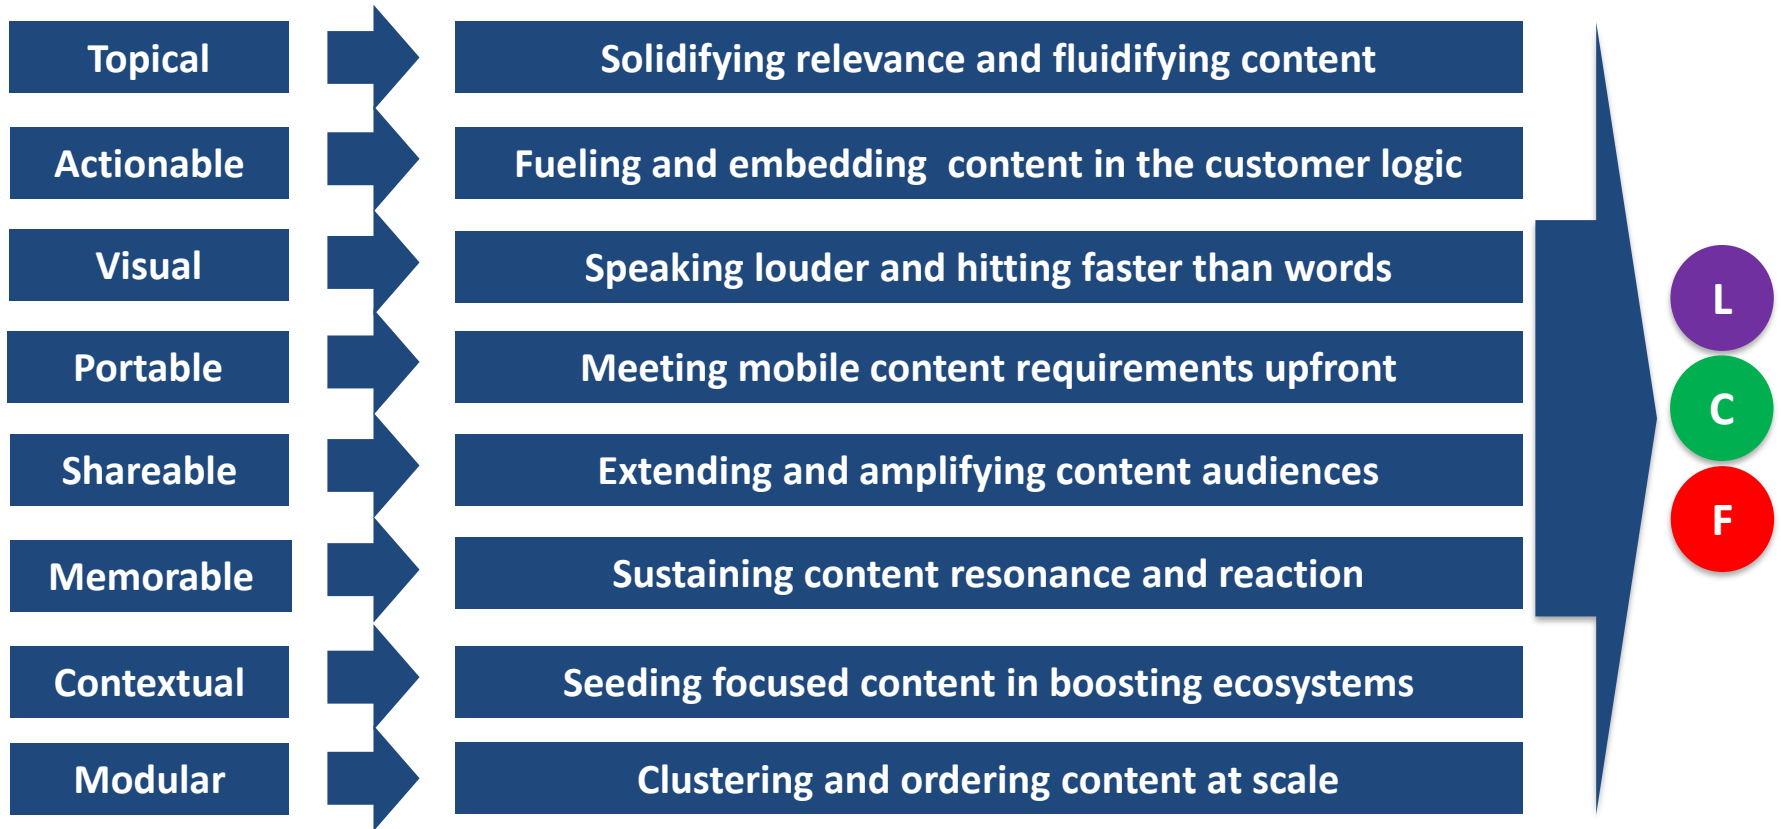 Topical
Solidifying relevance and fluidifying content
Actionable
Fueling and embedding  content in the customer logic
Visual
Speaking louder and hitting faster than words
Portable
Meeting mobile content requirements upfront
Shareable
Extending and amplifying content audiences
Memorable
Sustaining content resonance and reaction
Contextual
Seeding focused content in boosting ecosystems
Modular
Clustering and ordering content at scale
L
C
F